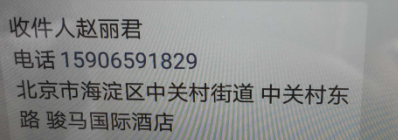 收件人赵丽君
电话 15906591829
北京市海淀区中关村街道 中关村东
路 骏马国际酒店